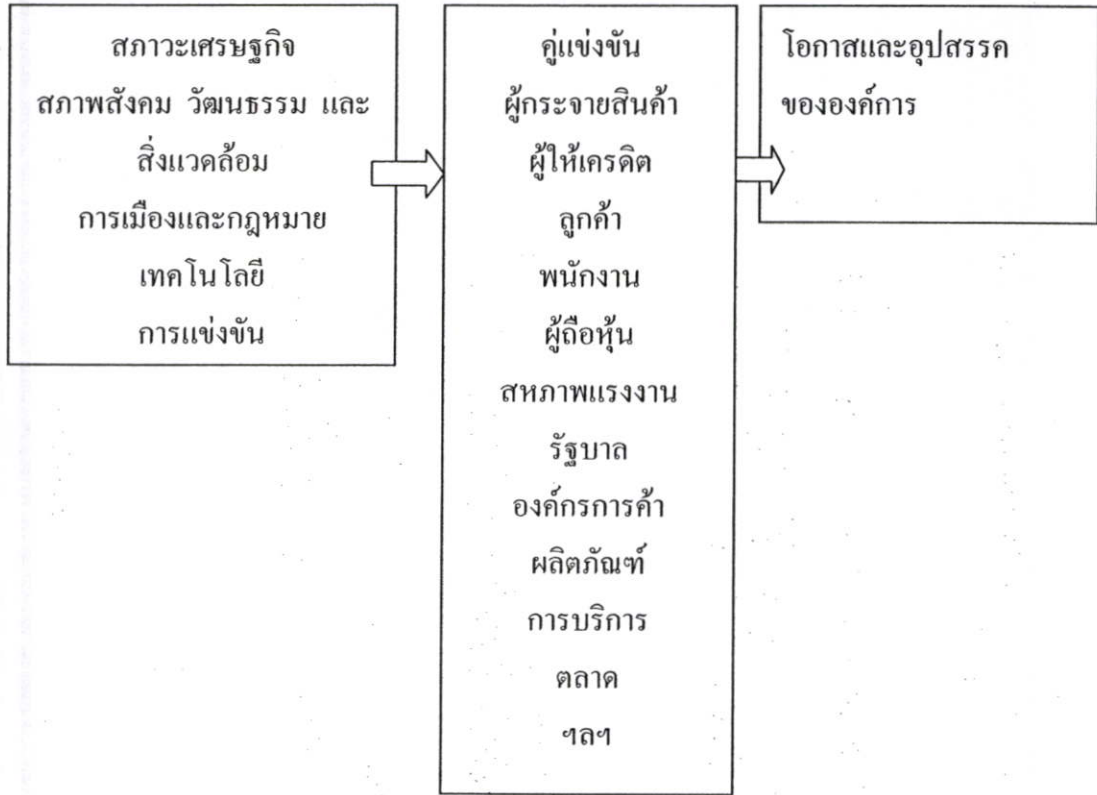 สภาวะเศรษฐกิจ
สภาพสังคม วัฒนธรรม และ
สิ่งแวดล้อม
การเมืองและกฎหมาย
เทคโนโลยี
การแข่งขัน
คู่แข่งขัน
ผู้กระจายสินค้า
ผู้ให้เครดิต
ลูกค้า
พนักงาน
ผู้ถือหุ้น
สหภาพแรงงาน
รัฐบาล
องค์กรการค้า
ผลิตภัณฑ์
การบริการ
ตลาด
ฯลฯ
โอกาสและอุปสรรค
ขององค์การ